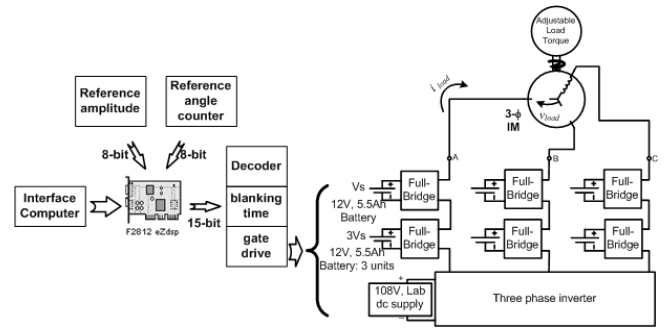 Adjustable
Load
Torque
i load
3-ϕ
IM
Vload
Reference
amplitude
Reference
angle
counter
8-bit
8-bit
Interface
Computer
F2812 eZdsp
15-bit
Decoder
blanking
time
gate
drive
A
B
C
Vs
12V, 5.5Ah
Battery
Full-
Bridge
Full-
Bridge
Full-
Bridge
3Vs
12V, 5.5Ah
Battery: 3 units
Full-
Bridge
Full-
Bridge
Full-
Bridge
+
108V, Lab
dc supply
−
Three phase inverter